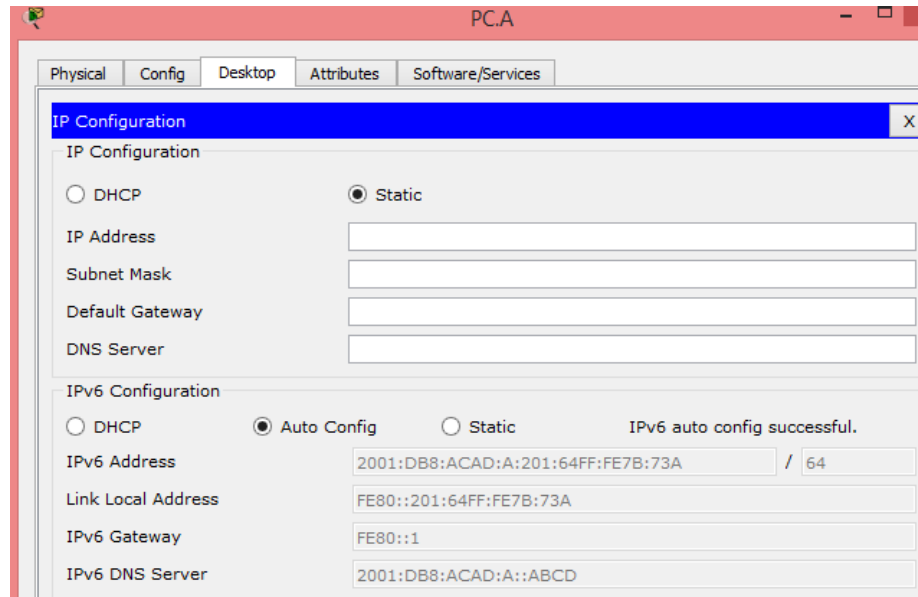 PC.A
Physical Config Desktop Attributes Software/Services
IP Configuration X
IP Configuration
DHCP Static
IP Address
Subnet Mask
Default Gateway
DNS Server
IPv6 Configuration
DHCP Auto Config Static IPv6 auto config successful.
IPv6 Address 2001:DB8:ACAD:A:201:64FF:FE7B:73A / 64
Link Local Address FE80::201:64FF:FE7B:73A
IPv6 Gateway FE80::1
IPv6 DNS Server 2001:DB8:ACAD:A::ABCD